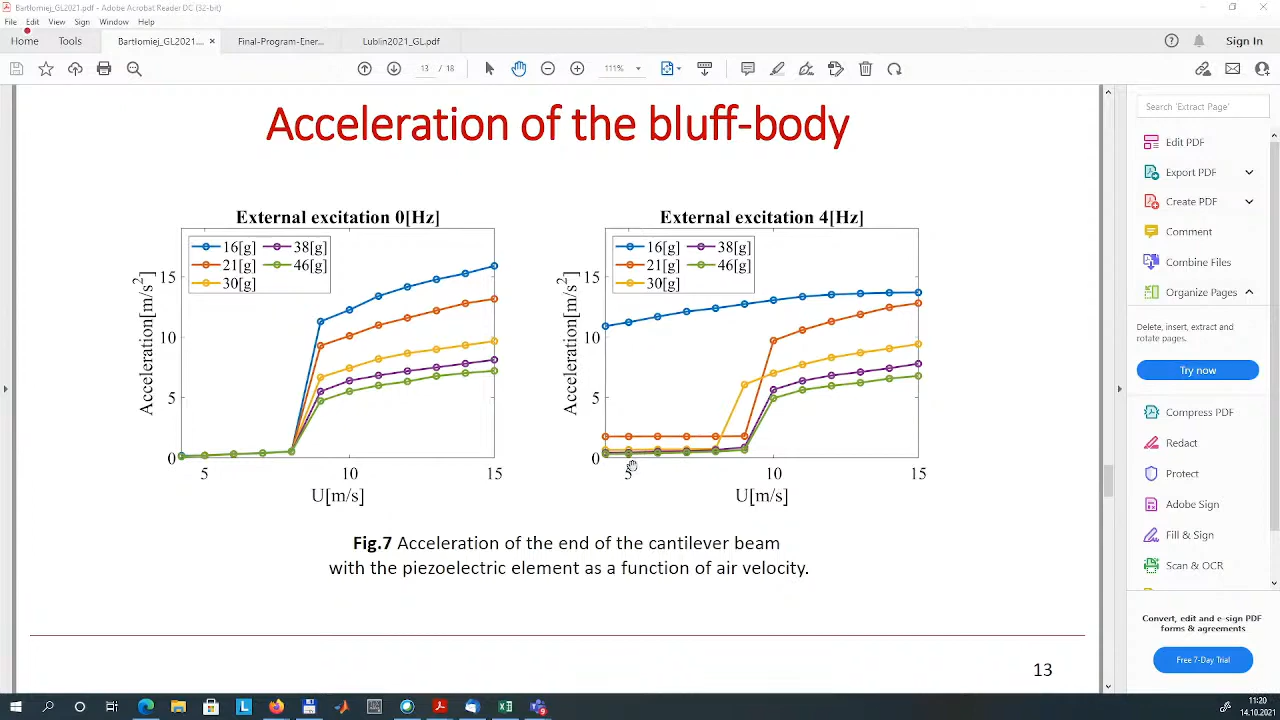 Bartlomiej_GL2021.pdf - Adobe Acrobat Reader DC (32-bit)
File Edit View Sign Window Help
Home Tools Bartlomiej_GL2021.... × Final-Program-Ener... Lublin2021_GL.pdf Sign In
13 / 18 111%
Acceleration of the bluff-body
External excitation 0[Hz]
16[g] 38[g]
21[g] 46[g]
30[g]
Acceleration[m/s²]
15
10
5
0
5 10 15
U[m/s]
External excitation 4[Hz]
16[g] 38[g]
21[g] 46[g]
30[g]
Acceleration[m/s²]
15
10
5
0
5 10 15
U[m/s]
Fig.7 Acceleration of the end of the cantilever beam
with the piezoelectric element as a function of air velocity.
13
Search 'Extract Page'
Edit PDF
Export PDF
Create PDF
Comment
Combine Files
Organize Pages
Delete, insert, extract and
rotate pages.
Try now
Compress PDF
Redact
Protect
Adobe Sign
Fill & Sign
Scan & OCR
Convert, edit and e-sign PDF
forms & agreements
Free 7-Day Trial
11:20
14.10.2021